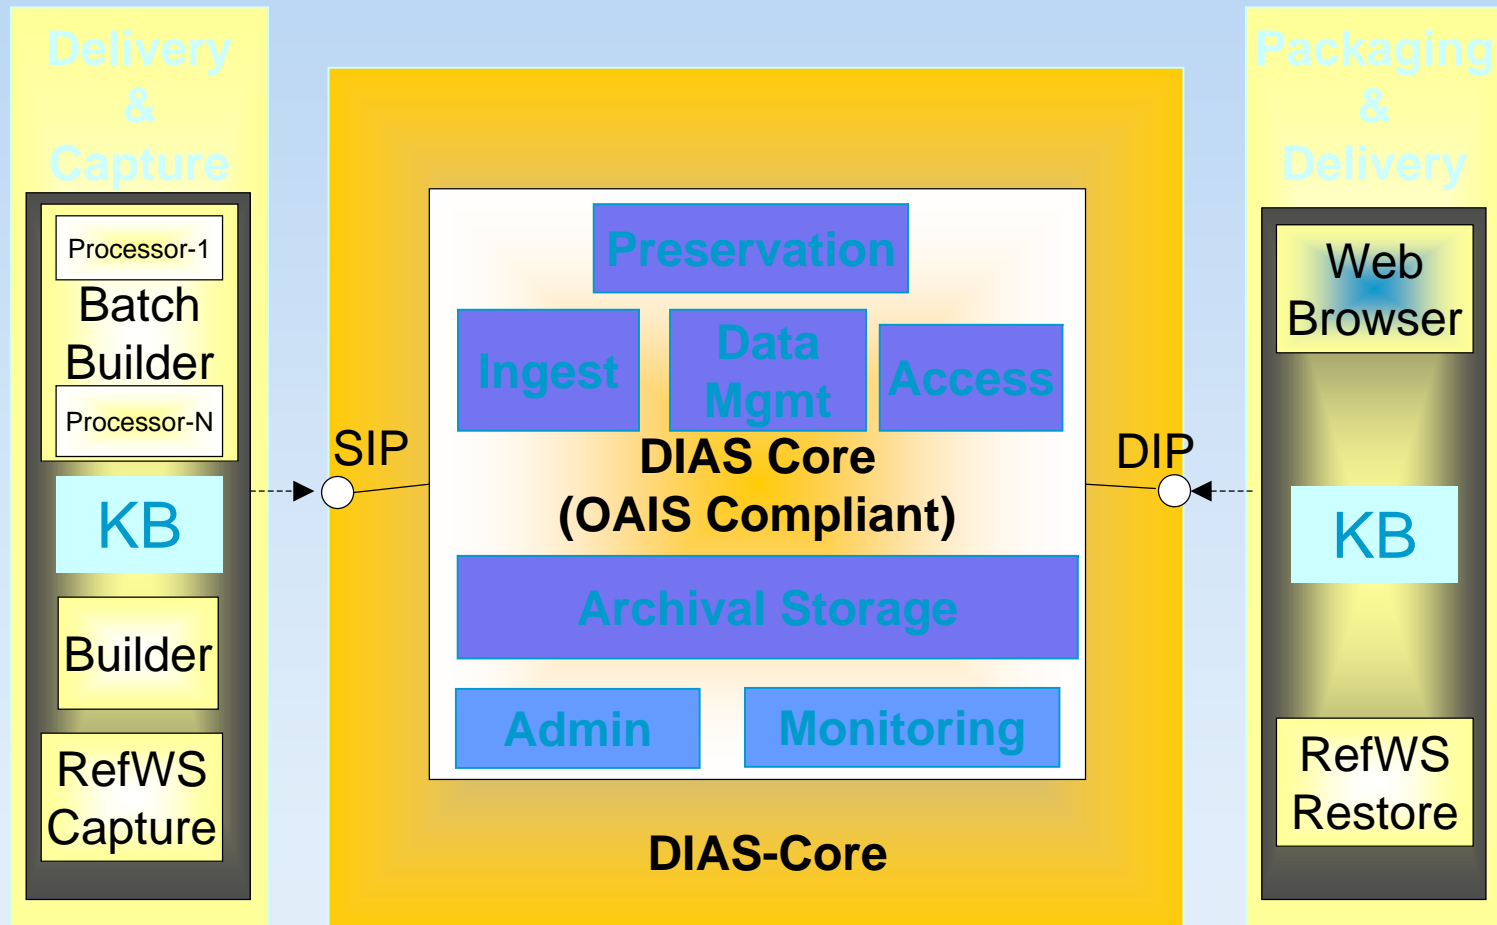 Delivery
&
Capture
Processor-1
Batch
Builder
Processor-N
KB
Builder
RefWS
Capture
SIP
Preservation
Ingest
Data
Mgmt
Access
DIAS Core
(OAIS Compliant)
Archival Storage
Admin
Monitoring
DIAS-Core
DIP
Packaging
&
Delivery
Web
Browser
KB
RefWS
Restore